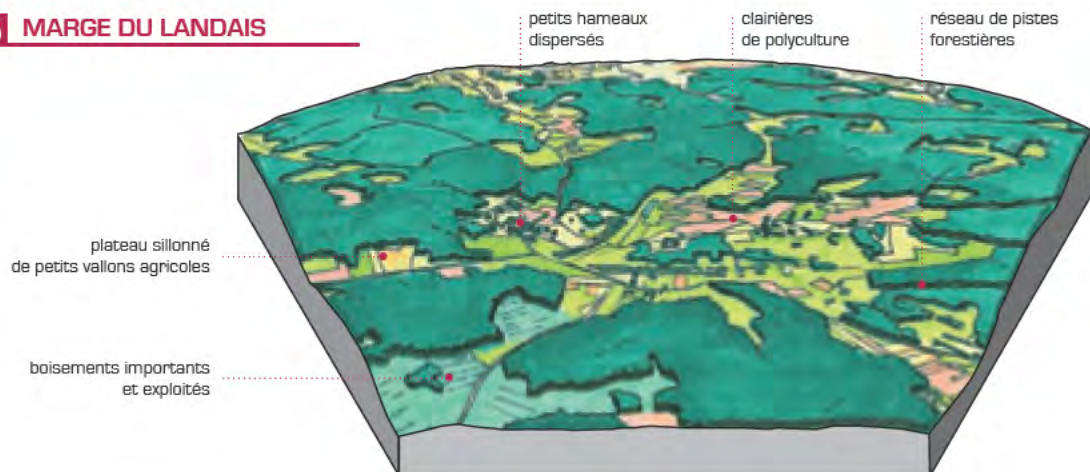 MARGE DU LANDAIS
petits hameaux
dispersés
clairières
de polyculture
réseau de pistes
forestières
plateau sillonné
de petits vallons agricoles
boisements importants
et exploités